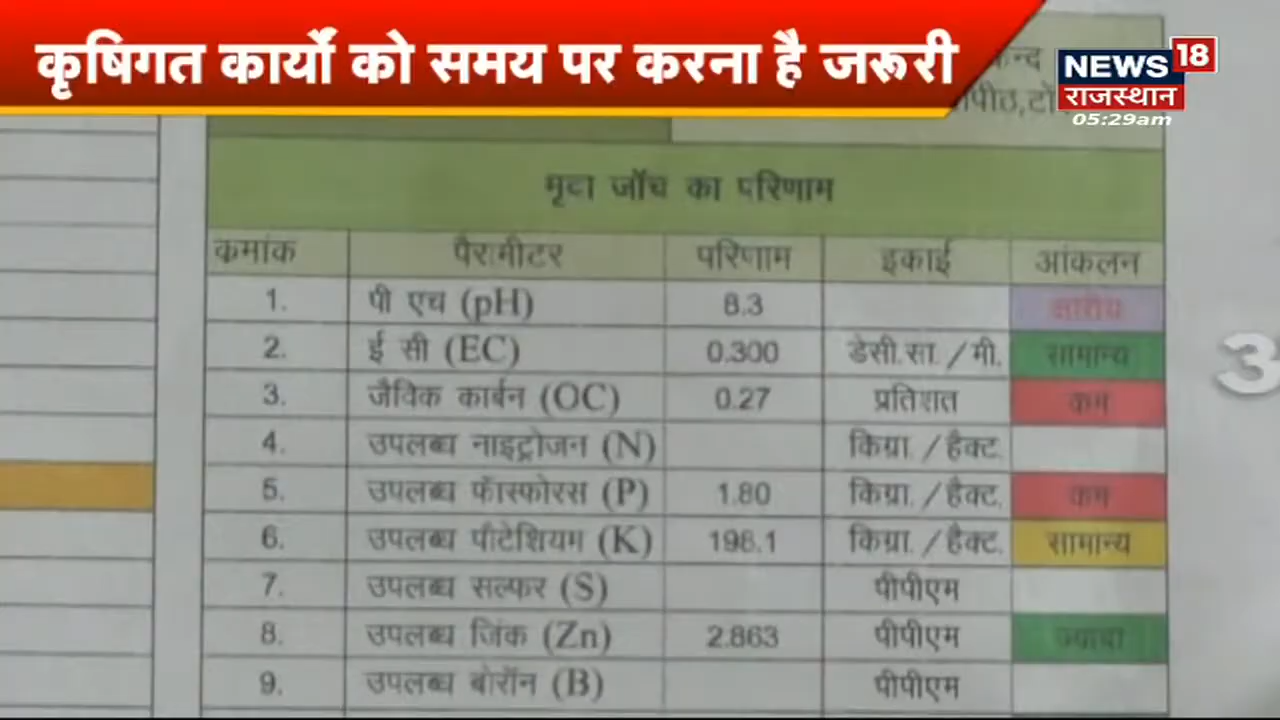 कृषिगत कार्यों को समय पर करना है जरूरी
NEWS 18
राजस्थान
05:29am
मृदा जॉच का परिणाम
कमांक पैरामीटर परिणाम इकाई आंकलन
1. पी एच (pH) 8.3 क्षारीय
2. ई सी (EC) 0.300 डेसी.सा. / मी. सामान्य
3. जैविक कार्बन (OC) 0.27 प्रतिशत कम
4. उपलब्ध नाइट्रोजन (N) किग्रा. / हैक्ट.
5. उपलब्ध फॅास्फोरस (P) 1.80 किग्रा. / हैक्ट. कम
6. उपलब्ध पौटेशियम (K) 198.1 किग्रा. / हैक्ट. सामान्य
7. उपलब्ध सल्फर (S) पीपीएम
8. उपलब्ध जिंक (Zn) 2.863 पीपीएम ज्यादा
9. उपलब्ध बोरॉन (B) पीपीएम
3